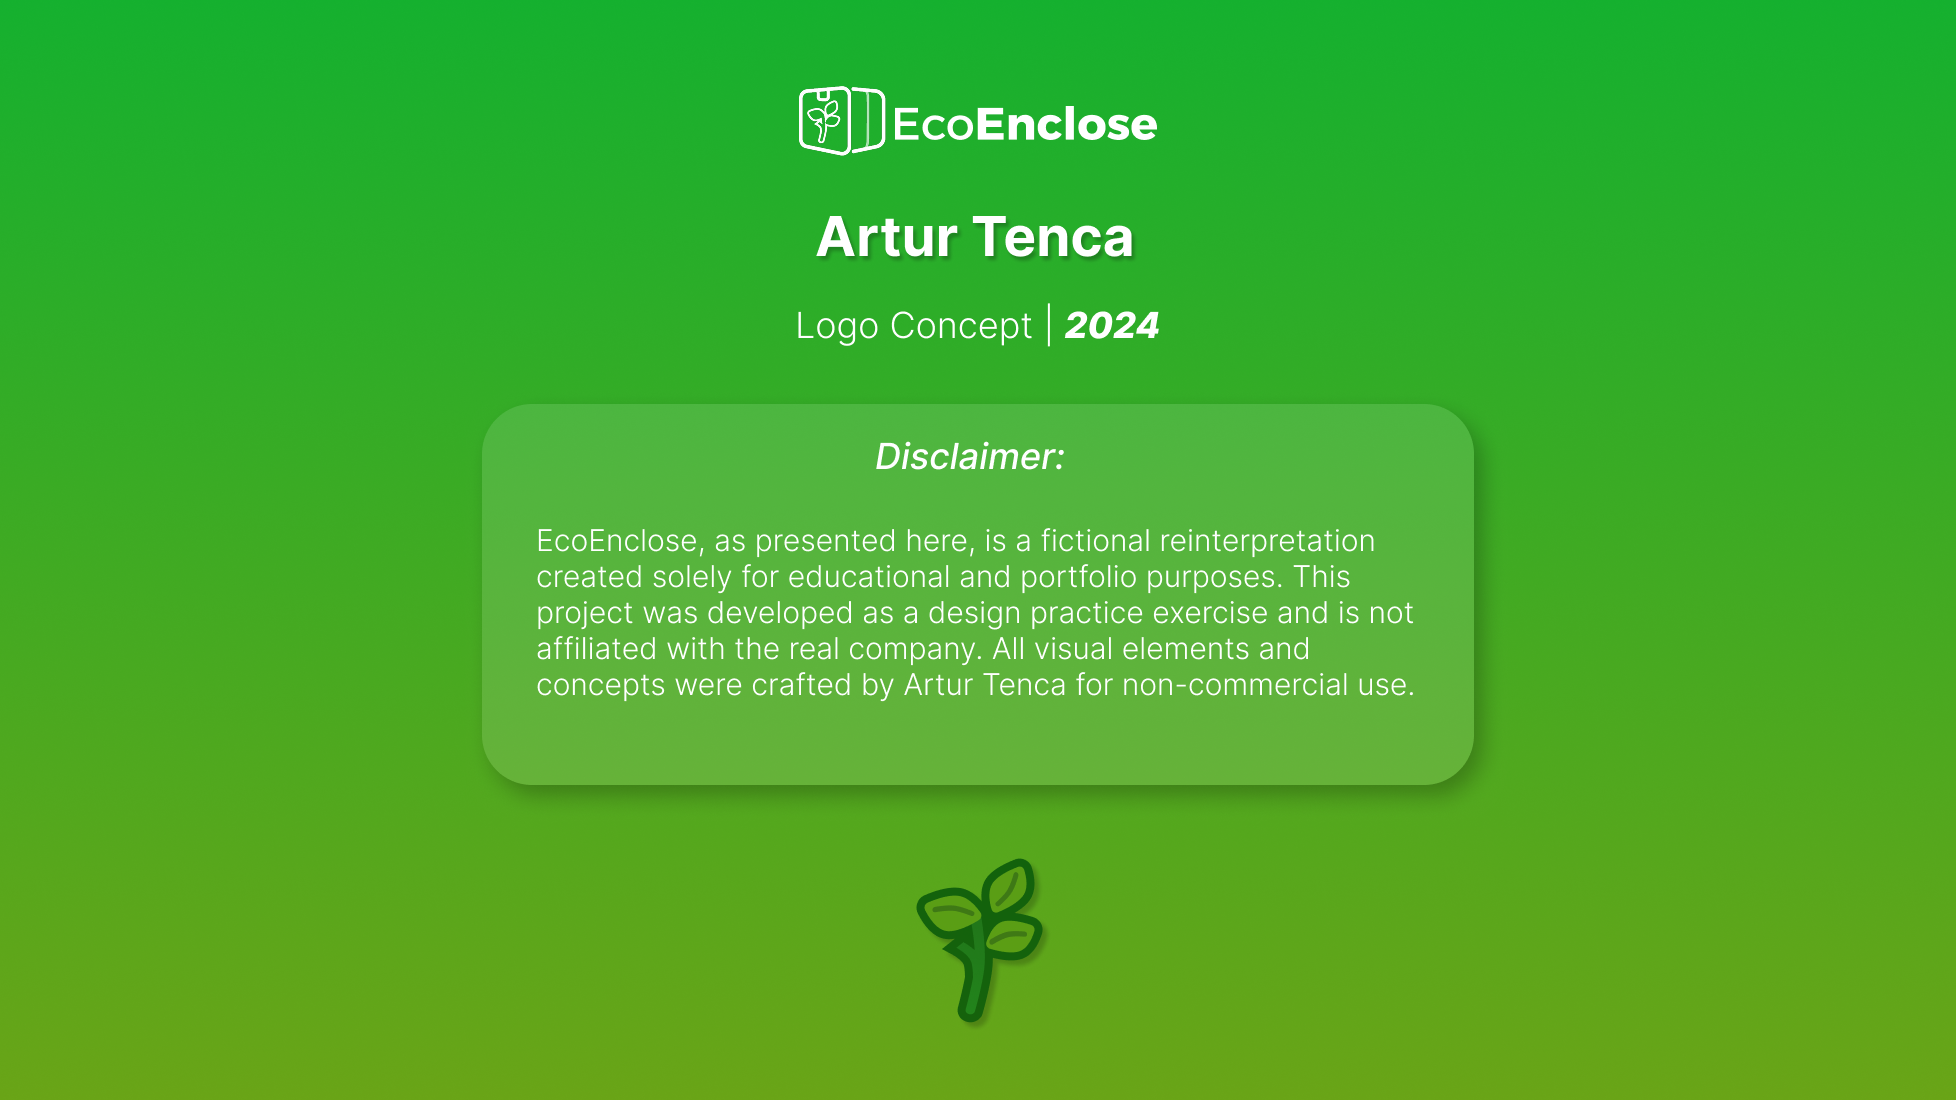 EcoEnclose
Artur Tenca
Logo Concept | 2024
Disclaimer:
EcoEnclose, as presented here, is a fictional reinterpretation
created solely for educational and portfolio purposes. This
project was developed as a design practice exercise and is not
affiliated with the real company. All visual elements and
concepts were crafted by Artur Tenca for non-commercial use.